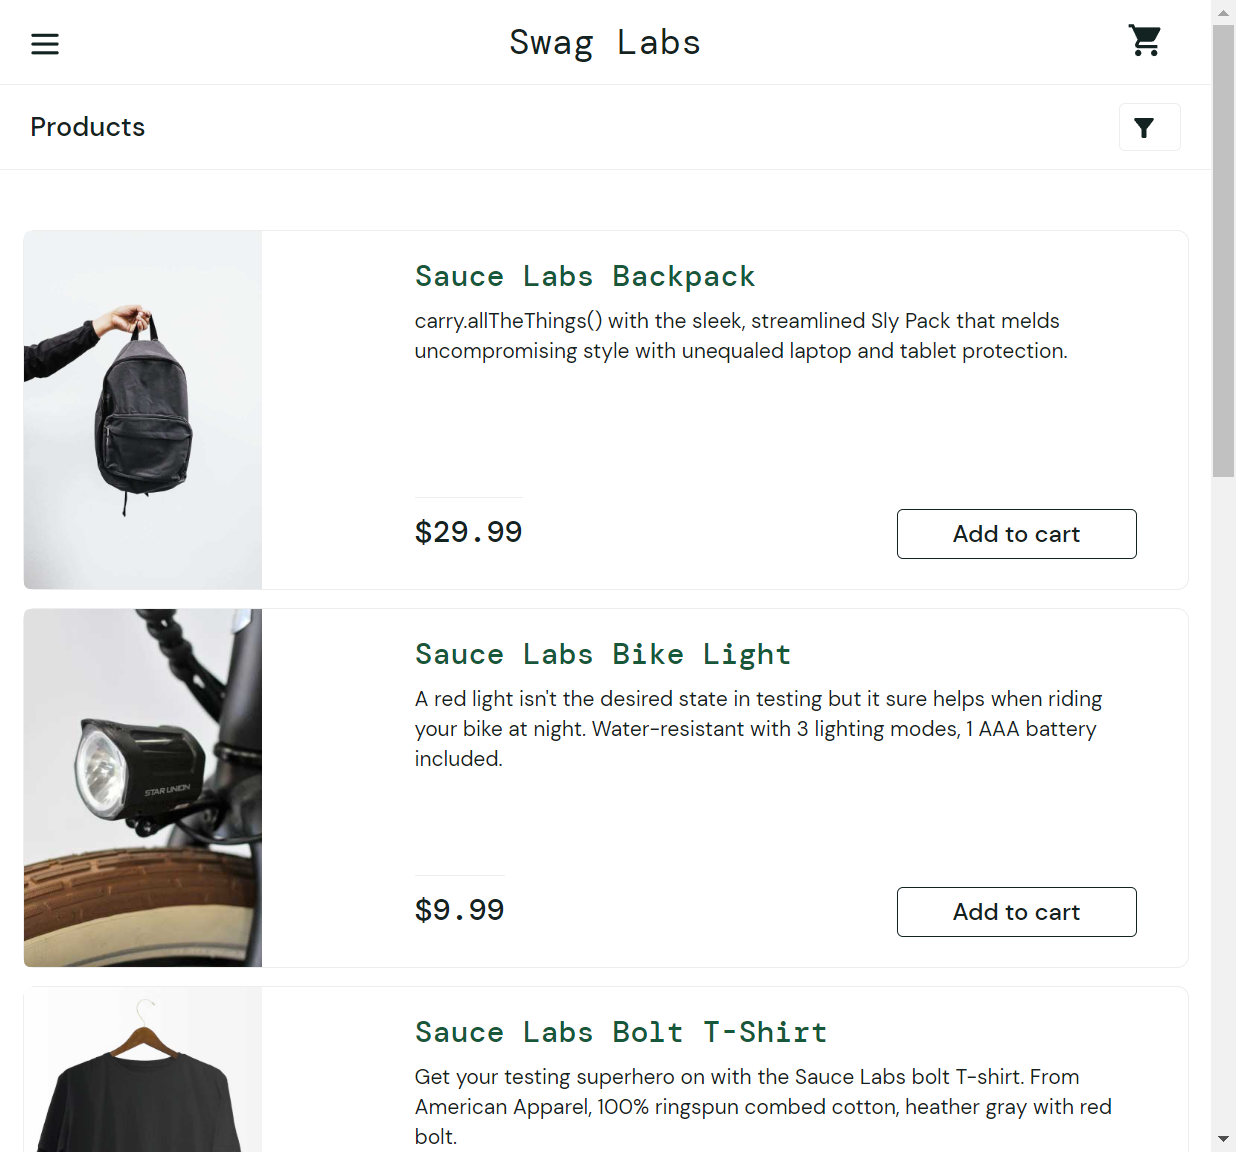 Swag Labs
Products
Sauce Labs Backpack
carry.allTheThings() with the sleek, streamlined Sly Pack that melds
uncompromising style with unequaled laptop and tablet protection.
$29.99
Add to cart
STAR UNION
Sauce Labs Bike Light
A red light isn't the desired state in testing but it sure helps when riding
your bike at night. Water-resistant with 3 lighting modes, 1 AAA battery
included.
$9.99
Add to cart
Sauce Labs Bolt T-Shirt
Get your testing superhero on with the Sauce Labs bolt T-shirt. From
American Apparel, 100% ringspun combed cotton, heather gray with red
bolt.